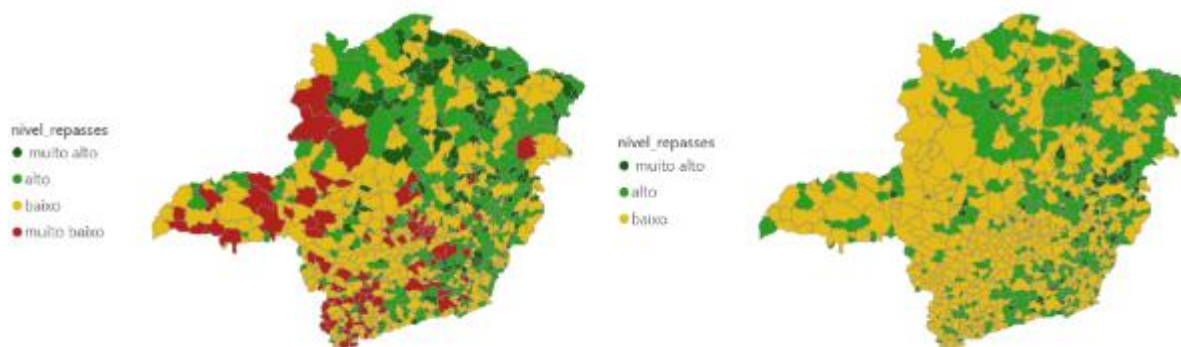 nivel_repasses
muito alto
alto
baixo
muito baixo
nivel_repasses
muito alto
alto
baixo